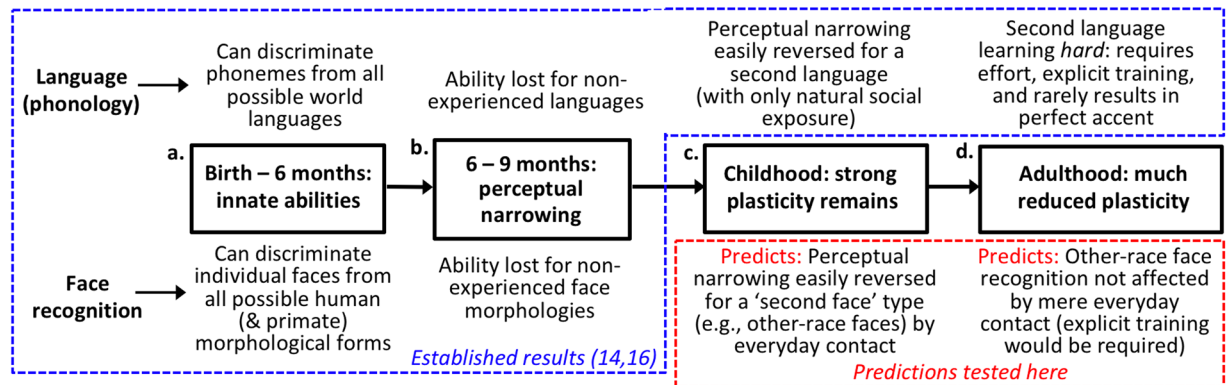 Language
(phonology)
Can discriminate
phonemes from all
possible world
languages
Ability lost for non-
experienced languages
Perceptual narrowing
easily reversed for a
second language
(with only natural social
exposure)
Second language
learning hard: requires
effort, explicit training,
and rarely results in
perfect accent
a.
Birth – 6 months:
innate abilities
b.
6 – 9 months:
perceptual
narrowing
c.
Childhood: strong
plasticity remains
d.
Adulthood: much
reduced plasticity
Face
recognition
Can discriminate
individual faces from
all possible human
(& primate)
morphological forms
Ability lost for non-
experienced face
morphologies
Predicts: Perceptual
narrowing easily reversed
for a ‘second face’ type
(e.g., other-race faces) by
everyday contact
Predicts: Other-race face
recognition not affected
by mere everyday
contact (explicit training
would be required)
Established results (14,16)
Predictions tested here